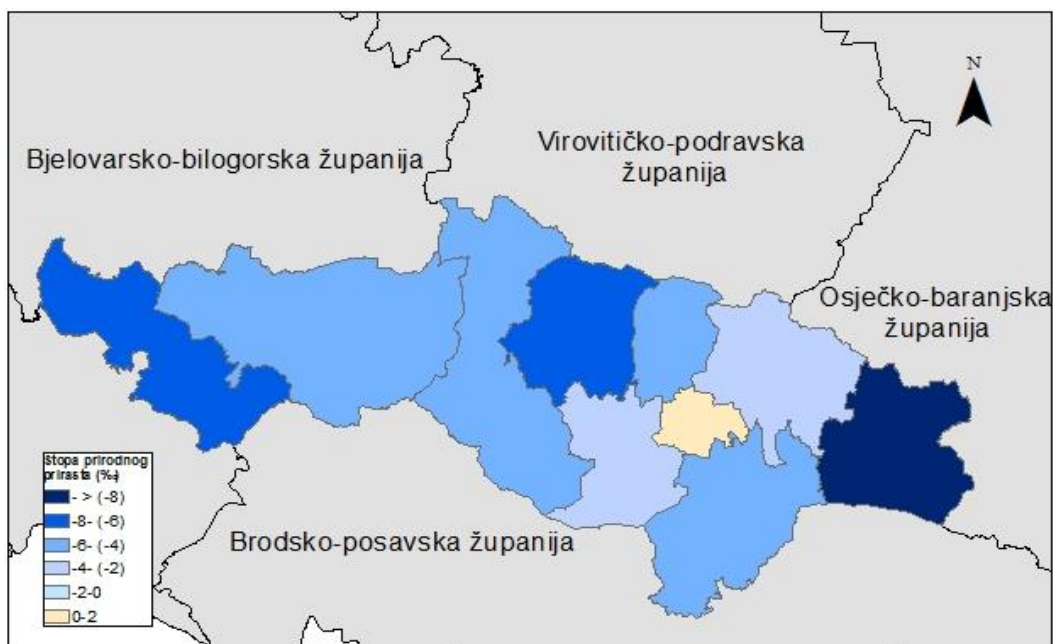 N
Bjelovarsko-bilogorska županija
Virovitičko-podravska
županija
Osječko-baranjska
županija
Brodsko-posavska županija
Stopa prirodnog
prirasta (‰)
- > (-8)
-8- (-6)
-6- (-4)
-4- (-2)
-2-0
0-2